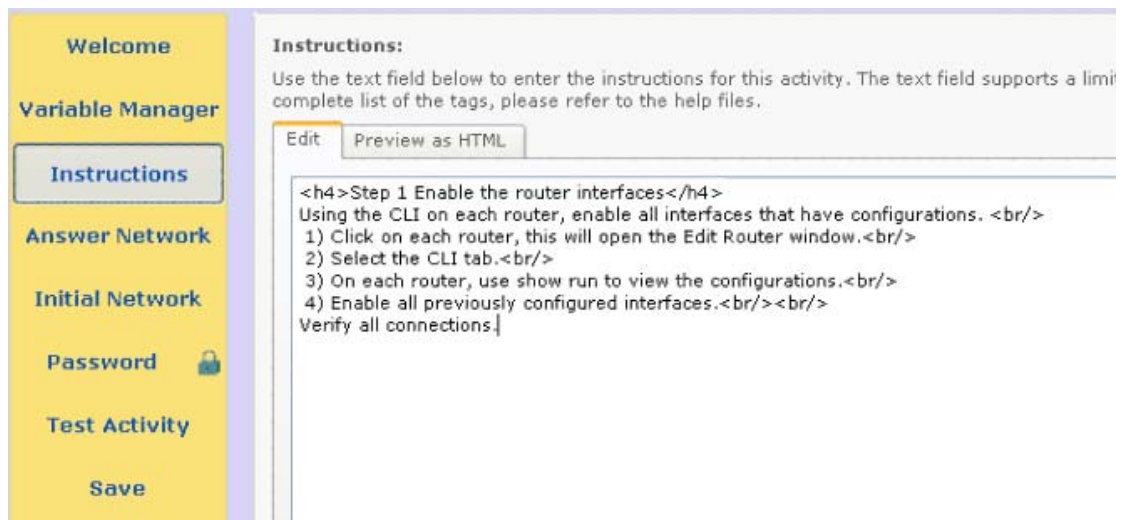 Welcome
Variable Manager
Instructions
Answer Network
Initial Network
Password
Test Activity
Save
Instructions:
Use the text field below to enter the instructions for this activity. The text field supports a limi
complete list of the tags, please refer to the help files.
Edit
Preview as HTML
<h4>Step 1 Enable the router interfaces</h4>
Using the CLI on each router, enable all interfaces that have configurations. <br/>
1) Click on each router, this will open the Edit Router window.<br/>
2) Select the CLI tab.<br/>
3) On each router, use show run to view the configurations.<br/>
4) Enable all previously configured interfaces.<br/><br/>
Verify all connections.